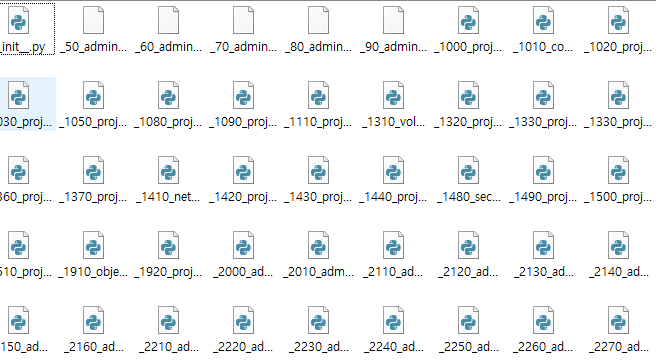 _init__.py _50_admin... _60_admin... _70_admin... _80_admin... _90_admin... _1000_proj... _1010_co... _1020_proj...
030_proj... _1050_proj... _1080_proj... _1090_proj... _1110_proj... _1310_vol... _1320_proj... _1330_proj... _1330_proj...
360_proj... _1370_proj... _1410_net... _1420_proj... _1430_proj... _1440_proj... _1480_sec... _1490_proj... _1500_proj...
510_proj... _1910_obje... _1920_proj... _2000_ad... _2010_adm... _2110_ad... _2120_ad... _2130_ad... _2140_ad...
150_ad... _2160_ad... _2210_ad... _2220_ad... _2230_ad... _2240_ad... _2250_ad... _2260_ad... _2270_ad...